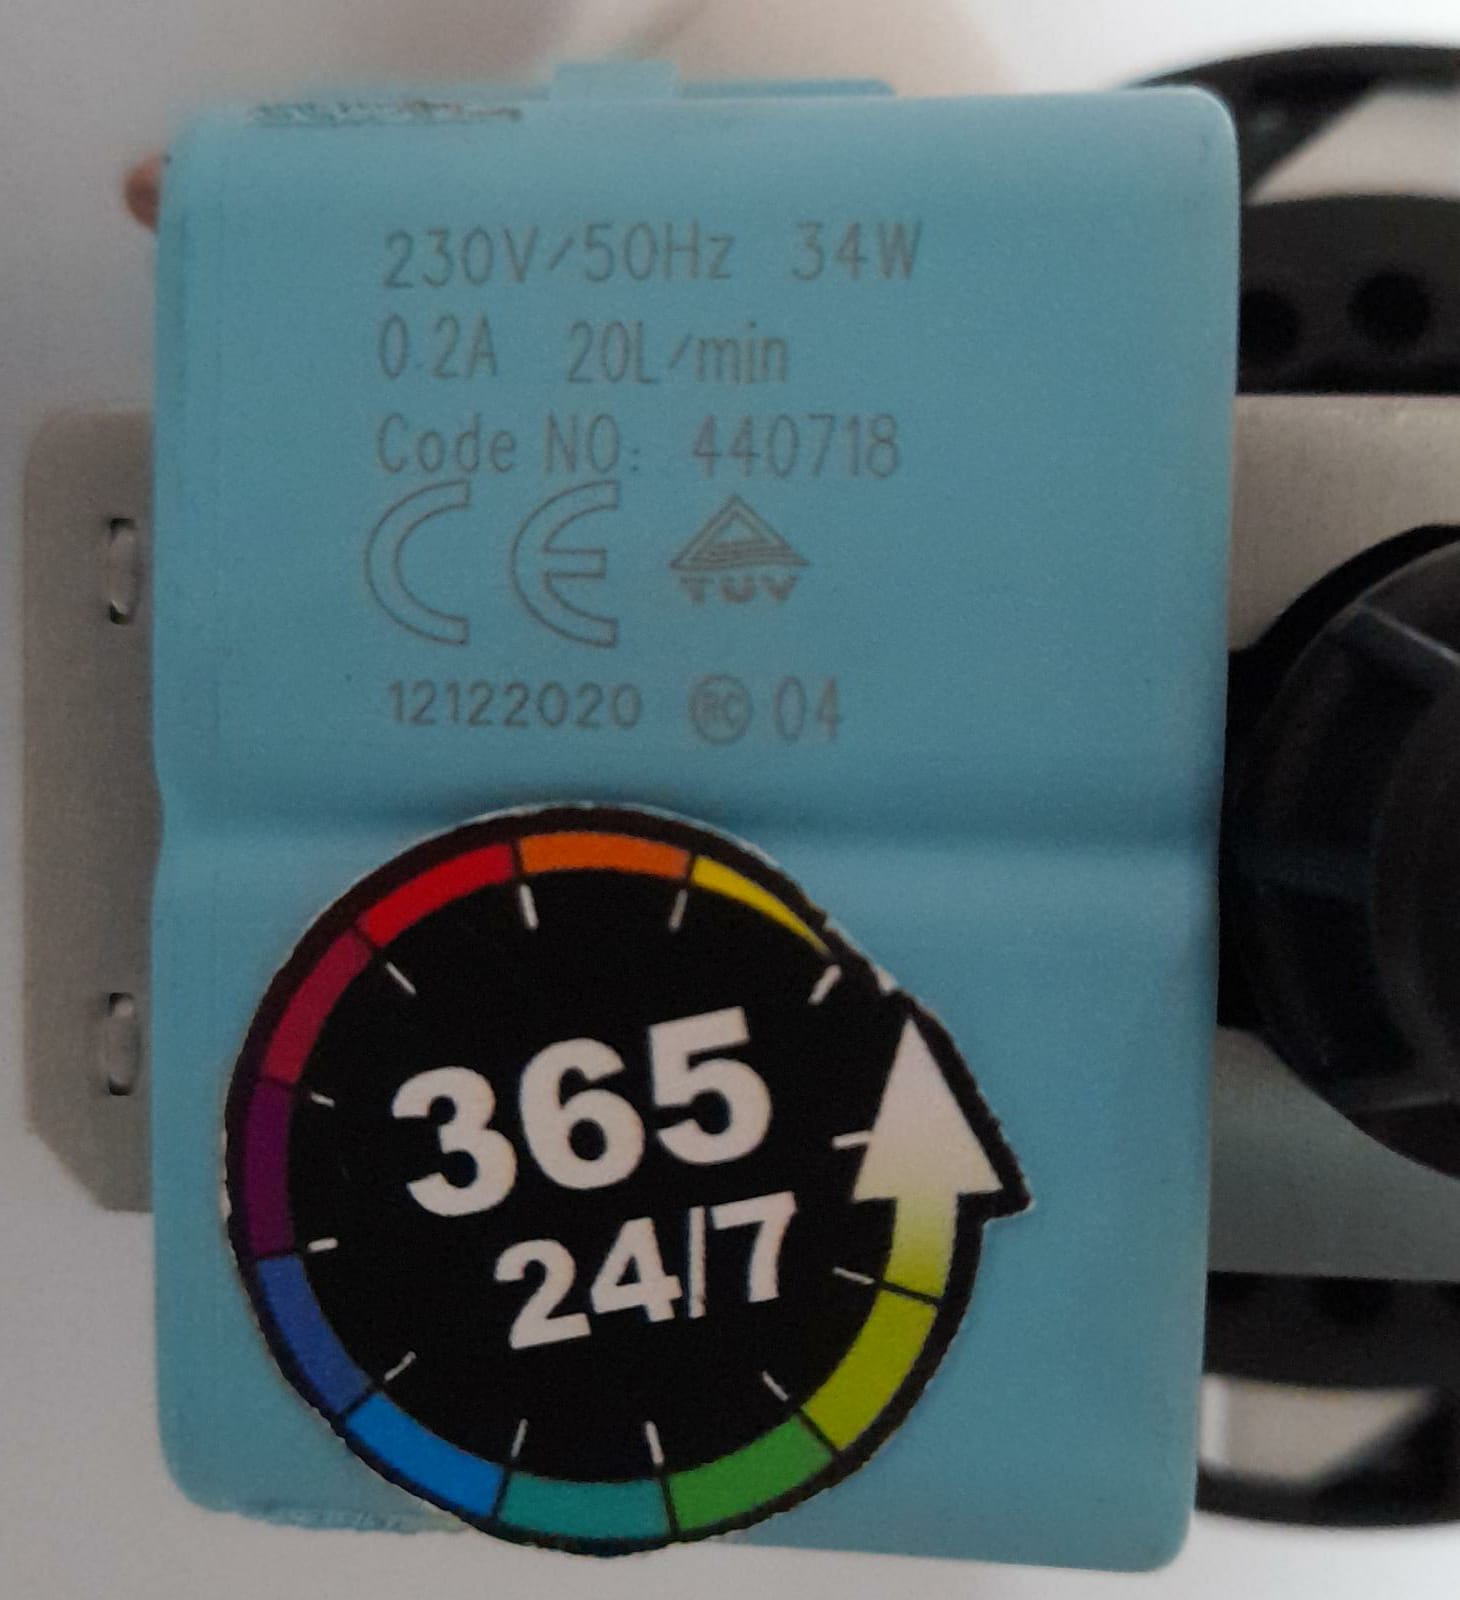 230V/50Hz 34W
0.2A 20L/min
Code NO: 440718
CE TUV
12122020 RC 04
365
24/7